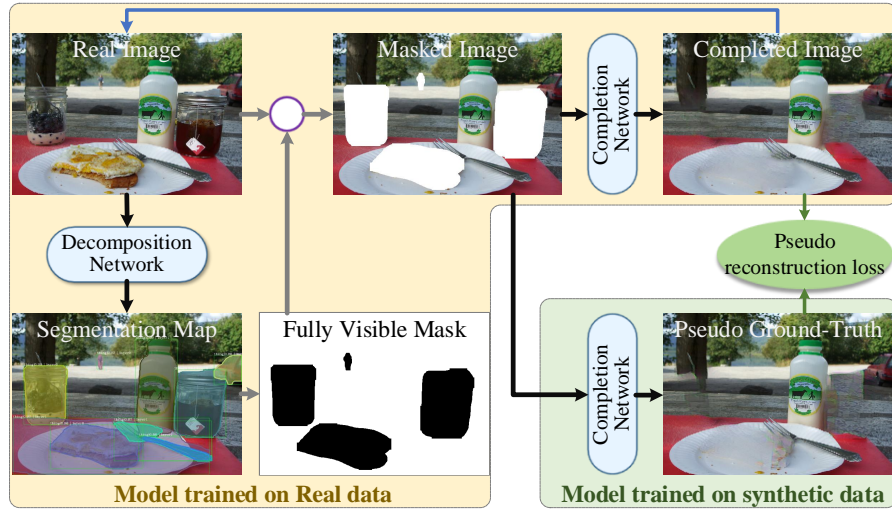 Real Image
Masked Image
Completed Image
Completion
Network
Decomposition
Network
Pseudo
reconstruction loss
Segmentation Map
Fully Visible Mask
Completion
Network
Pseudo Ground-Truth
Model trained on Real data
Model trained on synthetic data